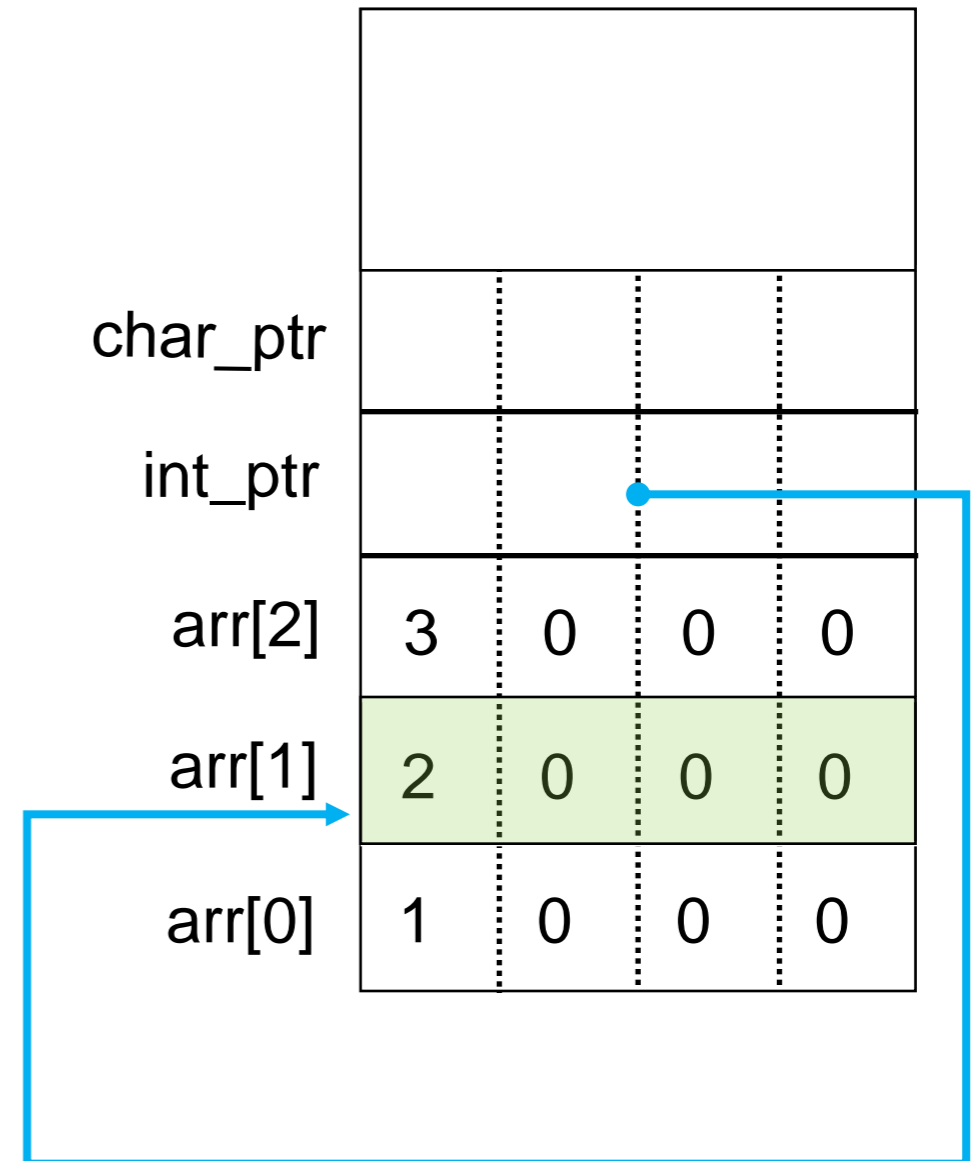 char_ptr
int_ptr
arr[2] 3 0 0 0
arr[1] 2 0 0 0
arr[0] 1 0 0 0